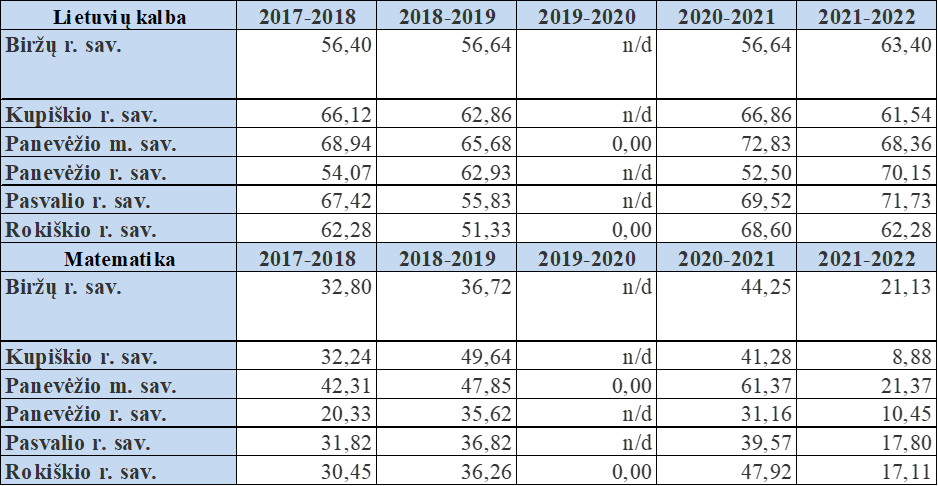 Lietuvių kalba 2017-2018 2018-2019 2019-2020 2020-2021 2021-2022
Biržų r. sav. 56,40 56,64 n/d 56,64 63,40
Kupiškio r. sav. 66,12 62,86 n/d 66,86 61,54
Panevėžio m. sav. 68,94 65,68 0,00 72,83 68,36
Panevėžio r. sav. 54,07 62,93 n/d 52,50 70,15
Pasvalio r. sav. 67,42 55,83 n/d 69,52 71,73
Rokiškio r. sav. 62,28 51,33 0,00 68,60 62,28
Matematika 2017-2018 2018-2019 2019-2020 2020-2021 2021-2022
Biržų r. sav. 32,80 36,72 n/d 44,25 21,13
Kupiškio r. sav. 32,24 49,64 n/d 41,28 8,88
Panevėžio m. sav. 42,31 47,85 0,00 61,37 21,37
Panevėžio r. sav. 20,33 35,62 n/d 31,16 10,45
Pasvalio r. sav. 31,82 36,82 n/d 39,57 17,80
Rokiškio r. sav. 30,45 36,26 0,00 47,92 17,11